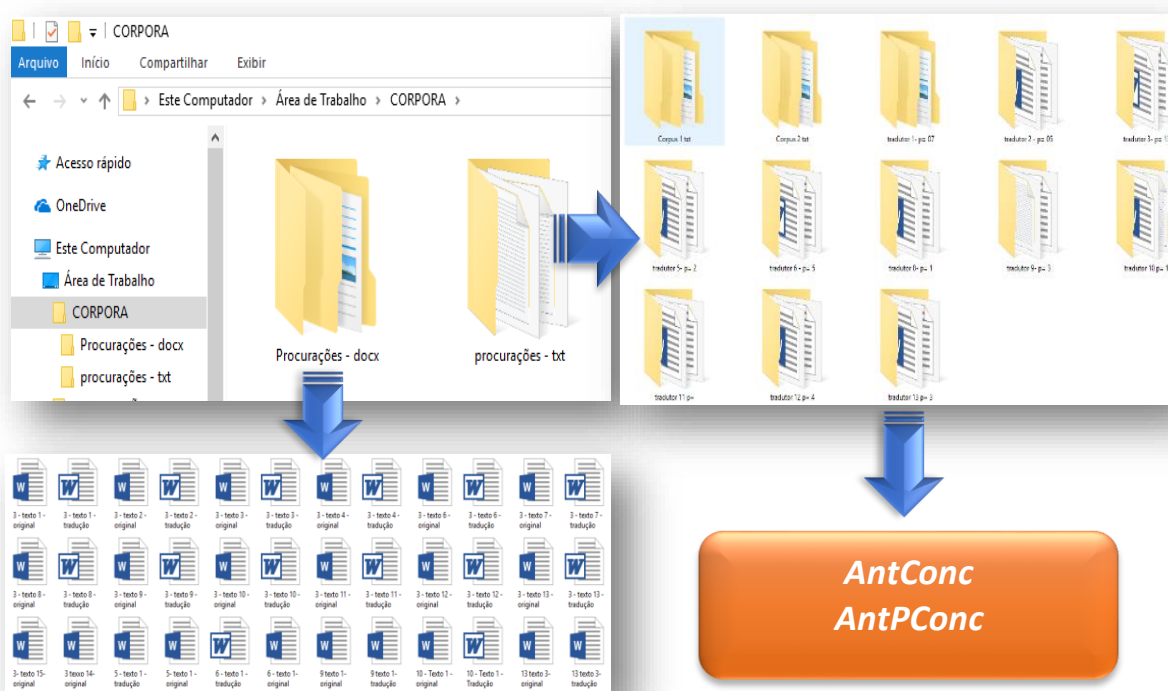 CORPORA
Arquivo Início Compartilhar Exibir
Este Computador > Área de Trabalho > CORPORA >
Acesso rápido
OneDrive
Este Computador
Área de Trabalho
CORPORA
Procurações - docx
procurações - txt
Procurações - docx
procurações - txt
Corpus 1 txt
Corpus 2 txt
tradutor 1- p= 07
tradutor 2 - p= 05
tradutor 3- p=
tradutor 5- p= 2
tradutor 6 - p= 5
tradutor 8- p= 1
tradutor 9- p= 3
tradutor 10 p=
tradutor 11 p=
tradutor 12 p= 4
tradutor 13 p= 3
3 - texto 1 - original
3 - texto 1 - tradução
3 - texto 2 - original
3 - texto 2 - tradução
3 - texto 3 - original
3 - texto 3 - tradução
3 - texto 4 - original
3 - texto 4 - tradução
3 - texto 6 - original
3 - texto 6 - tradução
3 - texto 7 - original
3 - texto 7 - tradução
3 - texto 8 - original
3 - texto 8 - tradução
3 - texto 9 - original
3 - texto 9 - tradução
3 - texto 10 - original
3 - texto 10 - tradução
3 - texto 11 - original
3 - texto 11 - tradução
3 - texto 12 - original
3 - texto 12 - tradução
3 - texto 13 - original
3 - texto 13 - tradução
3- texto 15- original
3 texxo 14- original
5 - texto 1 - tradução
5- texto 1 - original
6 - texto 1 - tradução
6 - texto 1- original
9 texto 1- original
9 texto 1- tradução
10 - Texto 1 - original
10 - Texto 1 - Tradução
13 texto 3- original
13 texto 3- tradução
AntConc
AntPConc